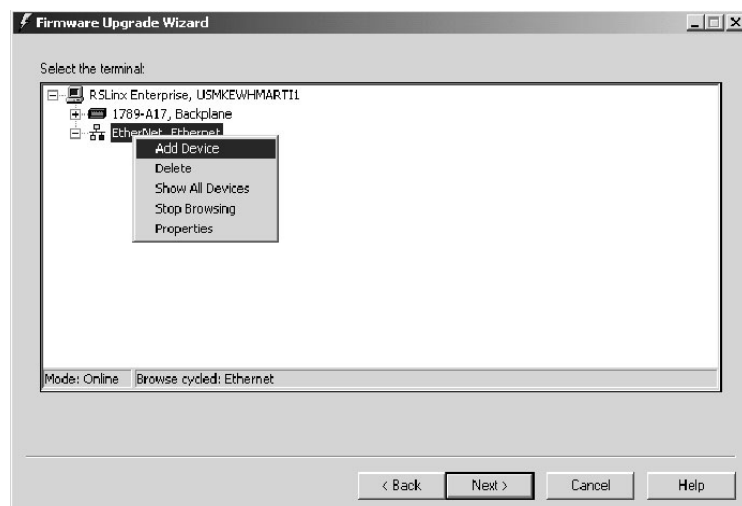 Firmware Upgrade Wizard
Select the terminal:
RSLinx Enterprise, USMKEWHMARTI1
1789-A17, Backplane
EtherNet, Ethernet
Add Device
Delete
Show All Devices
Stop Browsing
Properties
Mode: Online Browse cycled: Ethernet
< Back Next > Cancel Help